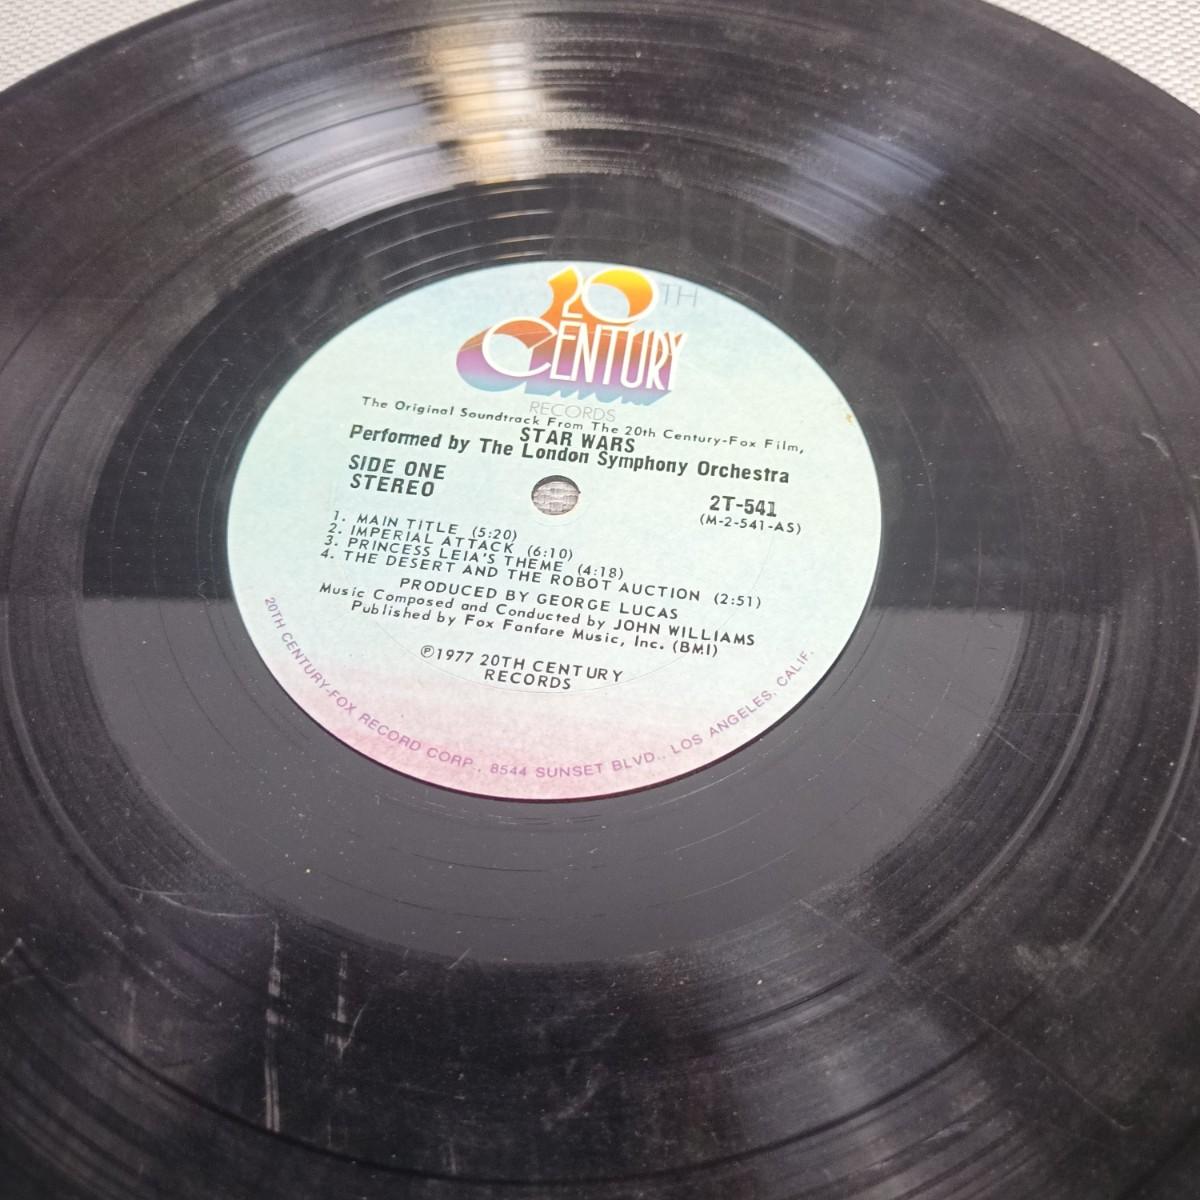 20TH
CENTURY
RECORDS
The Original Soundtrack From The 20th Century-Fox Film,
STAR WARS
Performed by The London Symphony Orchestra
SIDE ONE
STEREO
2T-541
(M-2-541-AS)
1. MAIN TITLE (5:20)
2. IMPERIAL ATTACK (6:10)
3. PRINCESS LEIA'S THEME (4:18)
4. THE DESERT AND THE ROBOT AUCTION (2:51)
PRODUCED BY GEORGE LUCAS
Music Composed and Conducted by JOHN WILLIAMS
Published by Fox Fanfare Music, Inc. (BMI)
℗1977 20TH CENTURY
RECORDS
20TH CENTURY-FOX RECORD CORP., 8544 SUNSET BLVD., LOS ANGELES, CALIF.